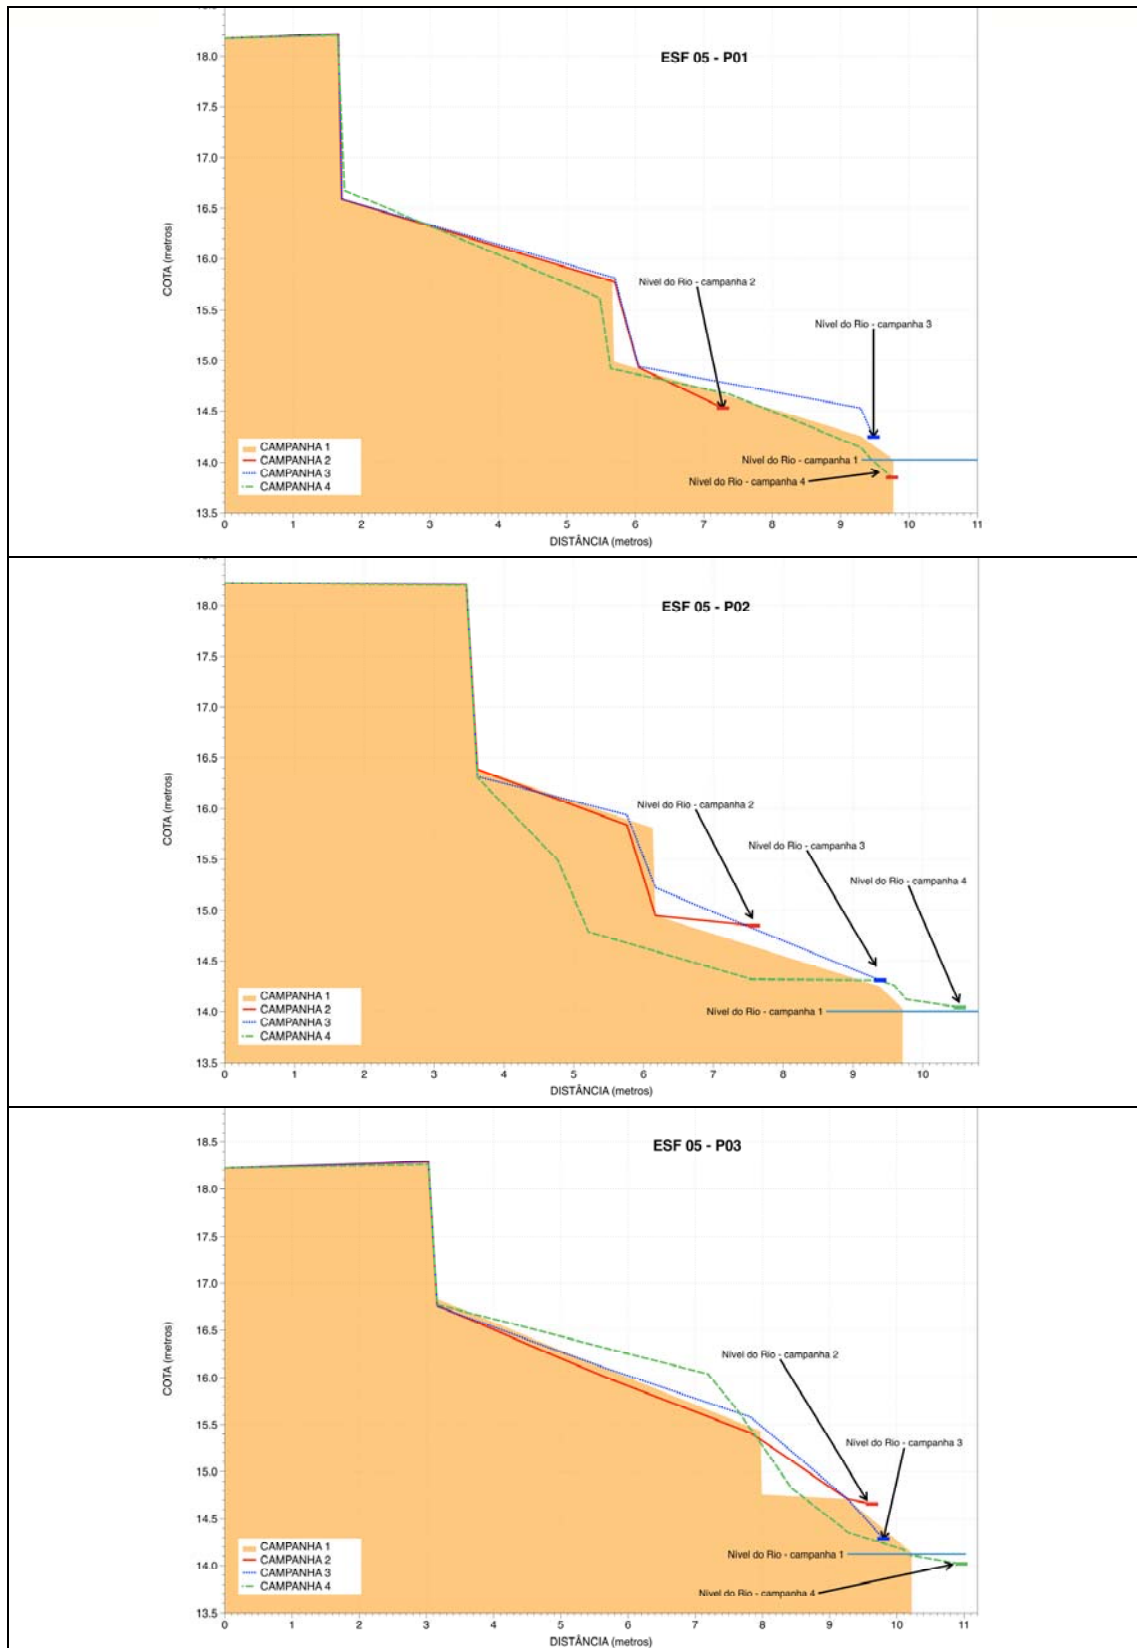 18.5
ESF 05 - P01
18.0
17.5
17.0
16.5
16.0
15.5
15.0
14.5
14.0
13.5
COTA (metros)
Nível do Rio - campanha 2
Nível do Rio - campanha 3
Nível do Rio - campanha 1
Nível do Rio - campanha 4
CAMPANHA 1
CAMPANHA 2
CAMPANHA 3
CAMPANHA 4
0 1 2 3 4 5 6 7 8 9 10 11
DISTÂNCIA (metros)
ESF 05 - P02
18.0
17.5
17.0
16.5
16.0
15.5
15.0
14.5
14.0
13.5
COTA (metros)
Nível do Rio - campanha 2
Nível do Rio - campanha 3
Nível do Rio - campanha 4
Nível do Rio - campanha 1
CAMPANHA 1
CAMPANHA 2
CAMPANHA 3
CAMPANHA 4
0 1 2 3 4 5 6 7 8 9 10
DISTÂNCIA (metros)
ESF 05 - P03
18.5
18.0
17.5
17.0
16.5
16.0
15.5
15.0
14.5
14.0
13.5
COTA (metros)
Nível do Rio - campanha 2
Nível do Rio - campanha 3
Nível do Rio - campanha 1
Nível do Rio - campanha 4
CAMPANHA 1
CAMPANHA 2
CAMPANHA 3
CAMPANHA 4
0 1 2 3 4 5 6 7 8 9 10 11
DISTÂNCIA (metros)